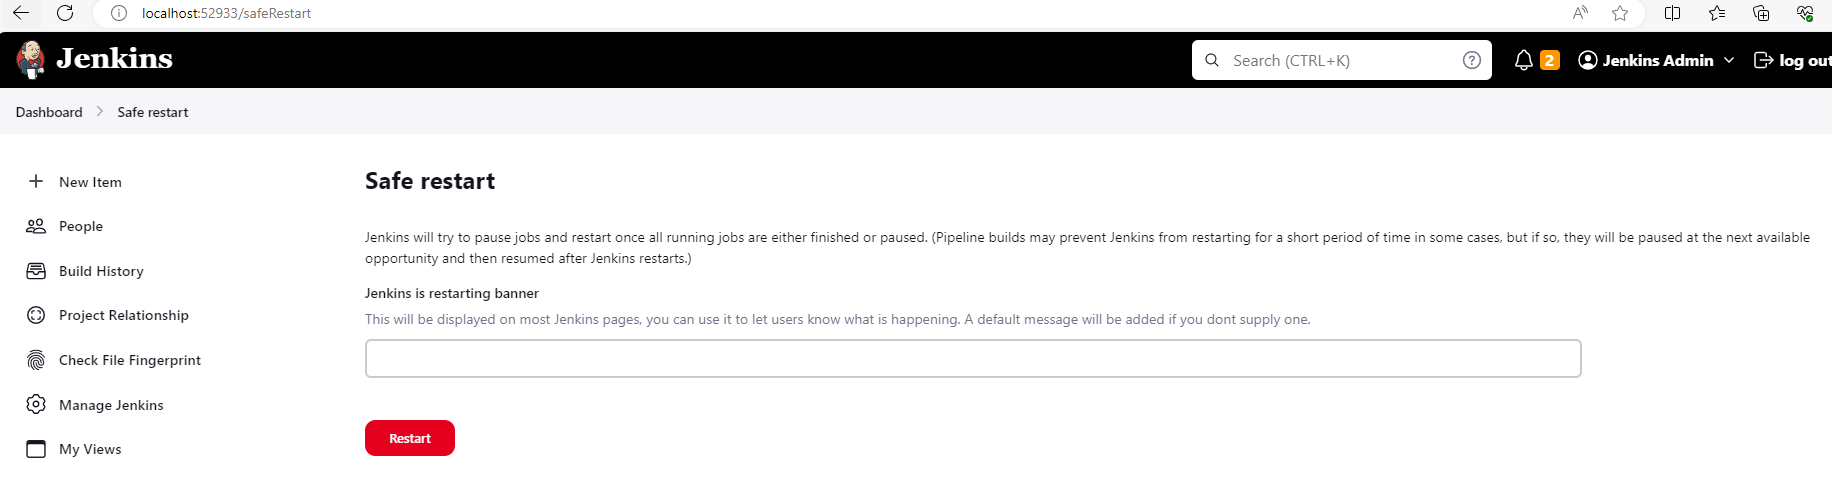 localhost:52933/safeRestart
Jenkins
Search (CTRL+K)
2
Jenkins Admin
log out
Dashboard
Safe restart
New Item
People
Build History
Project Relationship
Check File Fingerprint
Manage Jenkins
My Views
Safe restart
Jenkins will try to pause jobs and restart once all running jobs are either finished or paused. (Pipeline builds may prevent Jenkins from restarting for a short period of time in some cases, but if so, they will be paused at the next available
opportunity and then resumed after Jenkins restarts.)
Jenkins is restarting banner
This will be displayed on most Jenkins pages, you can use it to let users know what is happening. A default message will be added if you dont supply one.
Restart